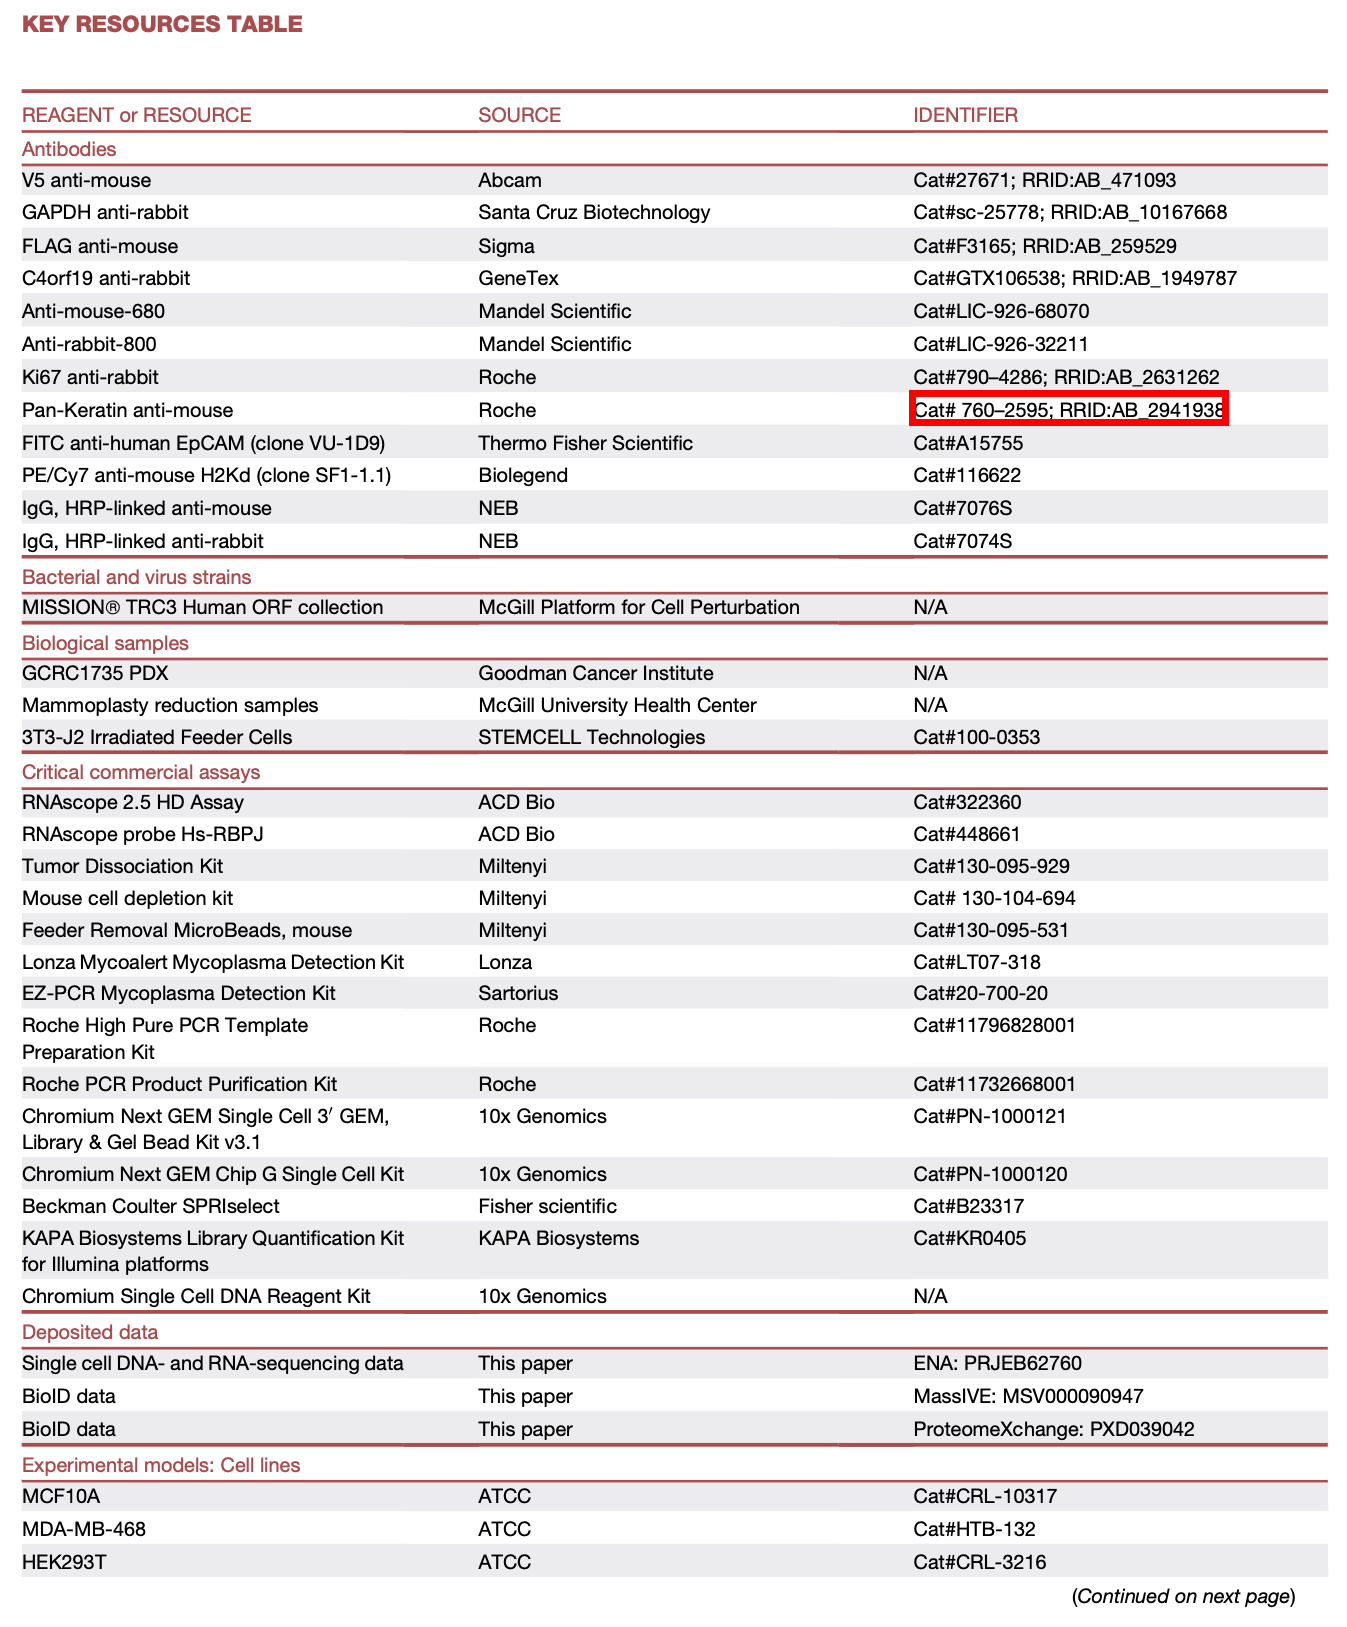 KEY RESOURCES TABLE
REAGENT or RESOURCE SOURCE IDENTIFIER
Antibodies
V5 anti-mouse Abcam Cat#27671; RRID:AB_471093
GAPDH anti-rabbit Santa Cruz Biotechnology Cat#sc-25778; RRID:AB_10167668
FLAG anti-mouse Sigma Cat#F3165; RRID:AB_259529
C4orf19 anti-rabbit GeneTex Cat#GTX106538; RRID:AB_1949787
Anti-mouse-680 Mandel Scientific Cat#LIC-926-68070
Anti-rabbit-800 Mandel Scientific Cat#LIC-926-32211
Ki67 anti-rabbit Roche Cat#790–4286; RRID:AB_2631262
Pan-Keratin anti-mouse Roche Cat# 760–2595; RRID:AB_2941938
FITC anti-human EpCAM (clone VU-1D9) Thermo Fisher Scientific Cat#A15755
PE/Cy7 anti-mouse H2Kd (clone SF1-1.1) Biolegend Cat#116622
IgG, HRP-linked anti-mouse NEB Cat#7076S
IgG, HRP-linked anti-rabbit NEB Cat#7074S
Bacterial and virus strains
MISSION® TRC3 Human ORF collection McGill Platform for Cell Perturbation N/A
Biological samples
GCRC1735 PDX Goodman Cancer Institute N/A
Mammoplasty reduction samples McGill University Health Center N/A
3T3-J2 Irradiated Feeder Cells STEMCELL Technologies Cat#100-0353
Critical commercial assays
RNAscope 2.5 HD Assay ACD Bio Cat#322360
RNAscope probe Hs-RBPJ ACD Bio Cat#448661
Tumor Dissociation Kit Miltenyi Cat#130-095-929
Mouse cell depletion kit Miltenyi Cat# 130-104-694
Feeder Removal MicroBeads, mouse Miltenyi Cat#130-095-531
Lonza Mycoalert Mycoplasma Detection Kit Lonza Cat#LT07-318
EZ-PCR Mycoplasma Detection Kit Sartorius Cat#20-700-20
Roche High Pure PCR Template Roche Cat#11796828001
Preparation Kit
Roche PCR Product Purification Kit Roche Cat#11732668001
Chromium Next GEM Single Cell 3′ GEM, 10x Genomics Cat#PN-1000121
Library & Gel Bead Kit v3.1
Chromium Next GEM Chip G Single Cell Kit 10x Genomics Cat#PN-1000120
Beckman Coulter SPRIselect Fisher scientific Cat#B23317
KAPA Biosystems Library Quantification Kit KAPA Biosystems Cat#KR0405
for Illumina platforms
Chromium Single Cell DNA Reagent Kit 10x Genomics N/A
Deposited data
Single cell DNA- and RNA-sequencing data This paper ENA: PRJEB62760
BioID data This paper MassIVE: MSV000090947
BioID data This paper ProteomeXchange: PXD039042
Experimental models: Cell lines
MCF10A ATCC Cat#CRL-10317
MDA-MB-468 ATCC Cat#HTB-132
HEK293T ATCC Cat#CRL-3216
(Continued on next page)